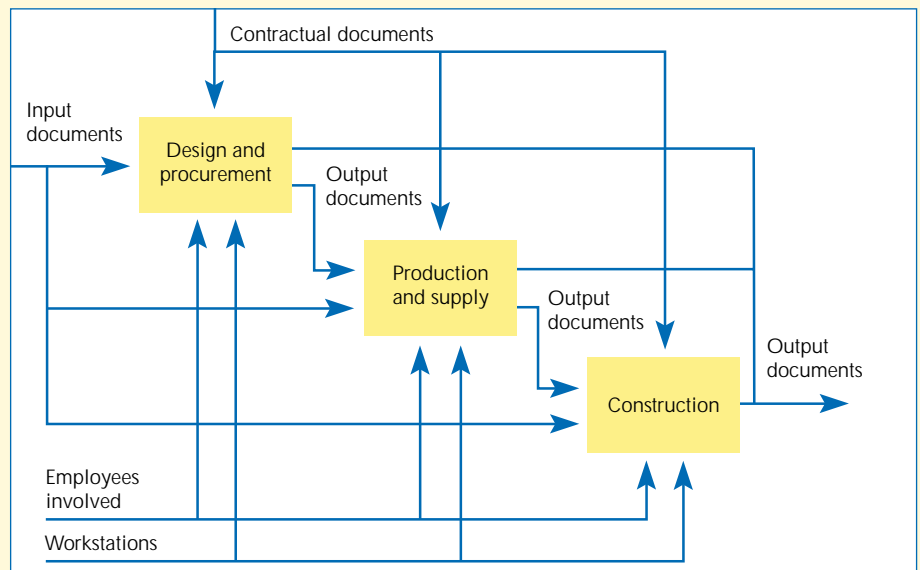 Contractual documents
Input
documents
Design and
procurement
Output
documents
Production
and supply
Output
documents
Output
documents
Construction
Employees
involved
Workstations